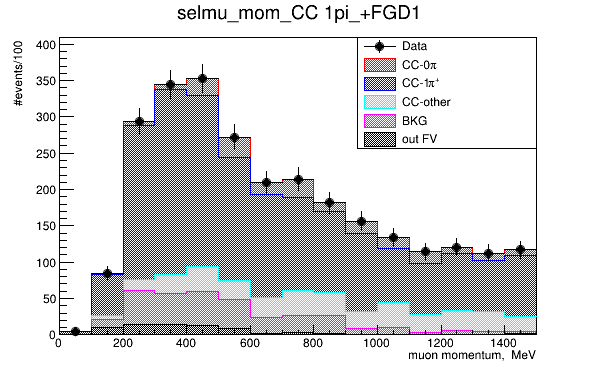 selmu_mom_CC 1pi_+FGD1
#events/100
400
350
300
250
200
150
100
50
0
Data
CC-0π
CC-1π⁺
CC-other
BKG
out FV
0 200 400 600 800 1000 1200 1400
muon momentum, MeV